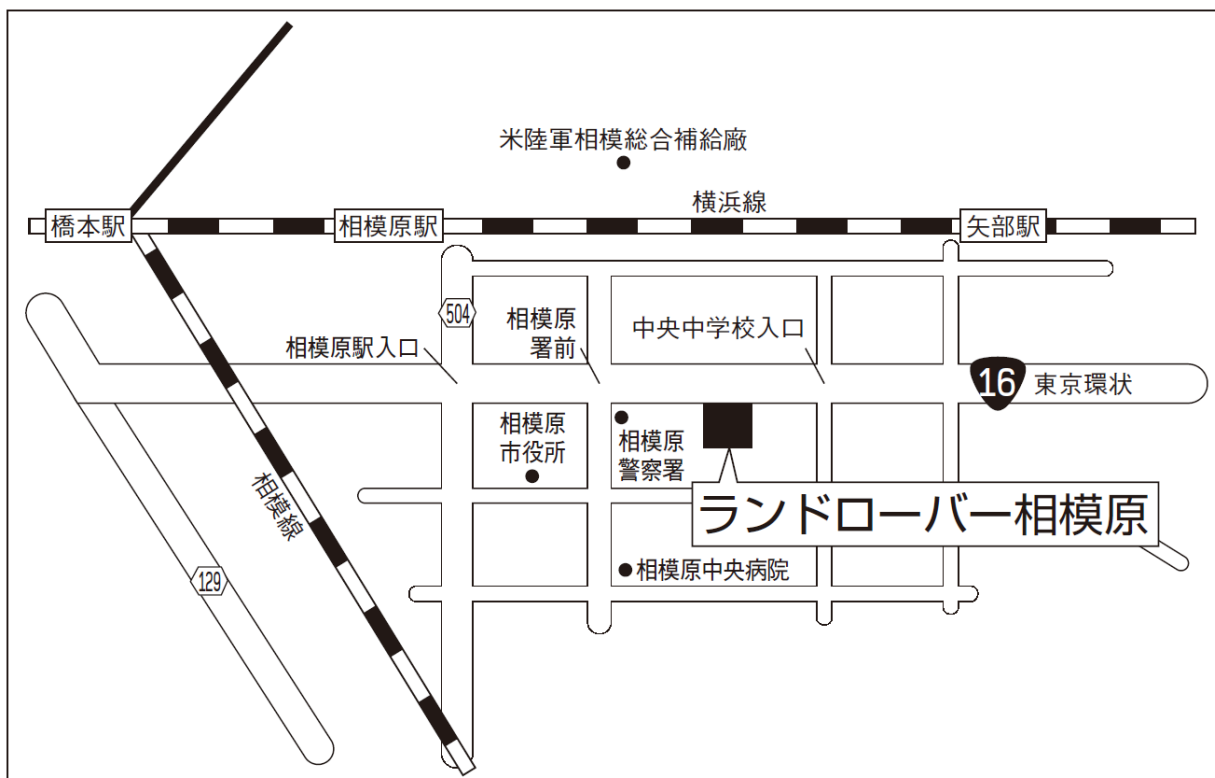 米陸軍相模総合補給廠
横浜線
橋本駅
相模原駅
矢部駅
504
相模原
署前
中央中学校入口
相模原駅入口
16
東京環状
相模原
市役所
相模原
警察署
ランドローバー相模原
相模線
129
相模原中央病院